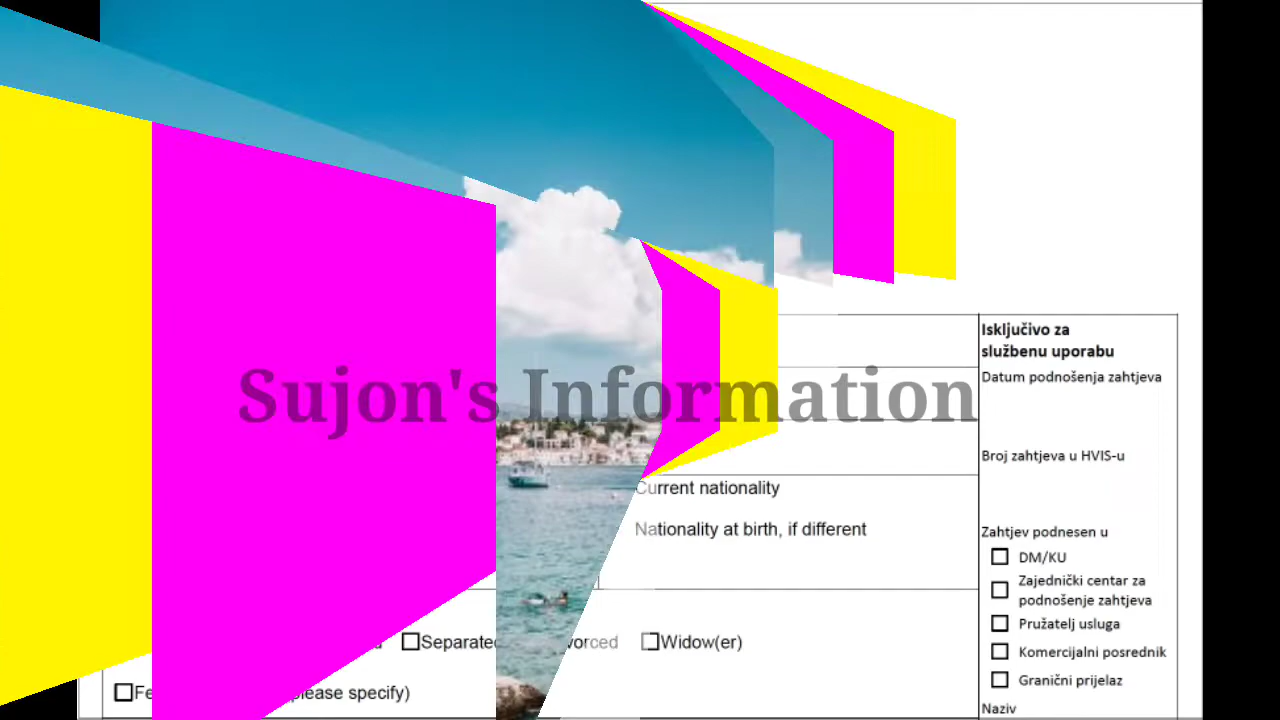 Isključivo za
službenu uporabu
Datum podnošenja zahtjeva
Sujon's Information
Broj zahtjeva u HVIS-u
Current nationality
Nationality at birth, if different
Zahtjev podnesen u
DM/KU
Zajednički centar za
podnošenje zahtjeva
Pružatelj usluga
Separated
Widow(er)
Komercijalni posrednik
Granični prijelaz
please specify)
Naziv